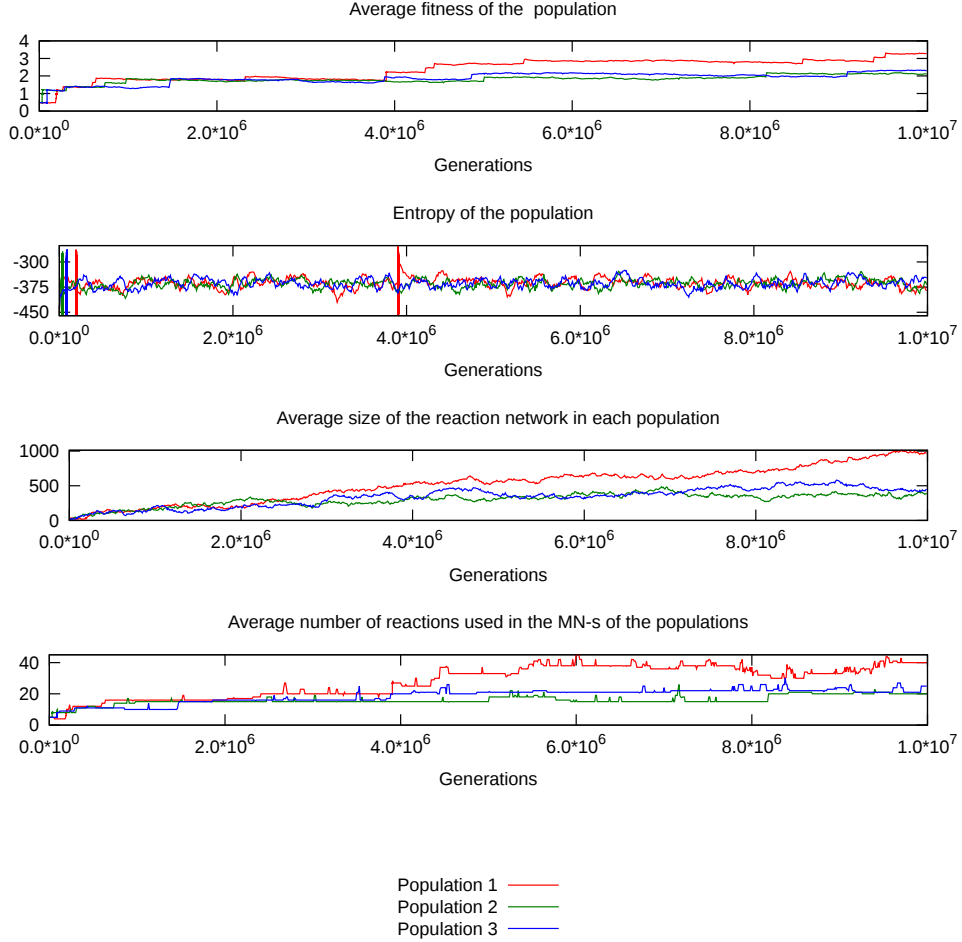 Average fitness of the  population
4
3
2
1
0
0.0*10^0 2.0*10^6 4.0*10^6 6.0*10^6 8.0*10^6 1.0*10^7
Generations
Entropy of the population
-300
-375
-450
0.0*10^0 2.0*10^6 4.0*10^6 6.0*10^6 8.0*10^6 1.0*10^7
Generations
Average size of the reaction network in each population
1000
500
0
0.0*10^0 2.0*10^6 4.0*10^6 6.0*10^6 8.0*10^6 1.0*10^7
Generations
Average number of reactions used in the MN-s of the populations
40
20
0
0.0*10^0 2.0*10^6 4.0*10^6 6.0*10^6 8.0*10^6 1.0*10^7
Generations
Population 1
Population 2
Population 3